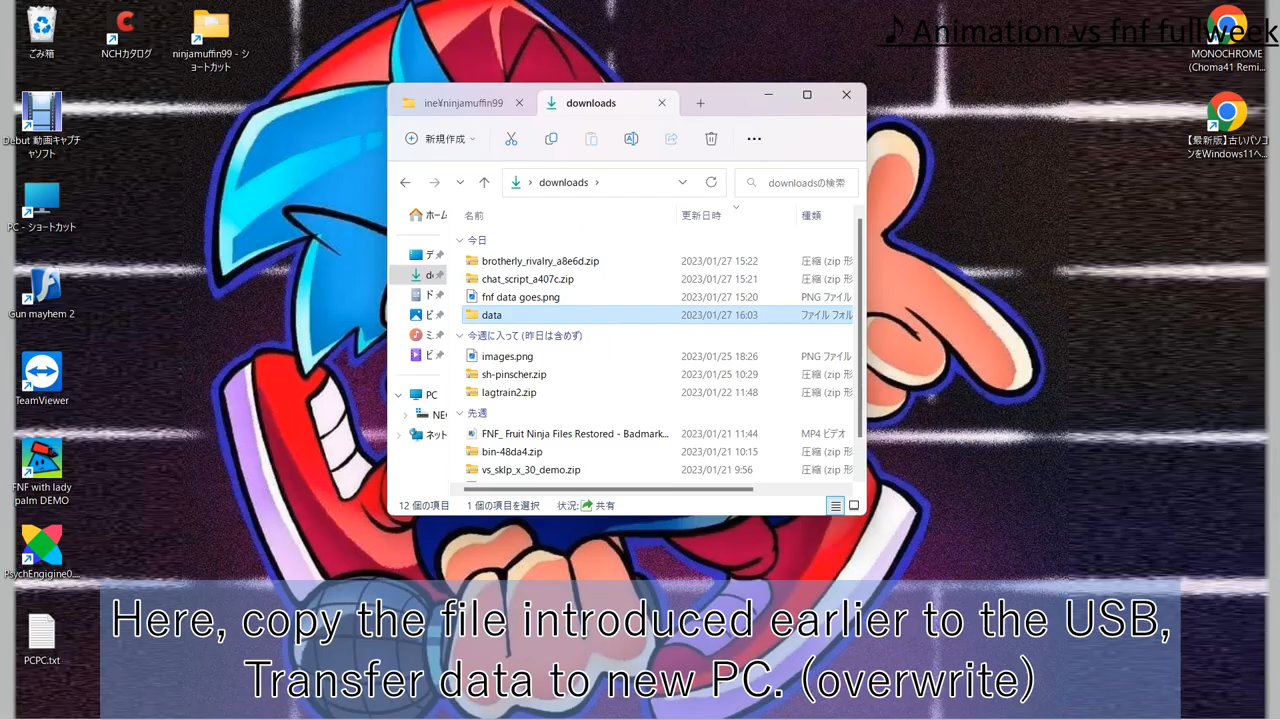 ♪ Animation vs fnf fullweek
ごみ箱
NCHカタログ
ninjamuffin99 - ショートカット
MONOCHROME
(Choma41 Remi...
Debut 動画キャプチャソフト
【最新版】古いパソコンをWindows11へ...
PC - ショートカット
Gun mayhem 2
TeamViewer
FNF with lady palm DEMO
PsychEngigine0....
PCPC.txt
ine¥ninjamuffin99
downloads
新規作成
downloads
downloadsの検索
ホーム
名前
更新日時
種類
今日
brotherly_rivalry_a8e6d.zip 2023/01/27 15:22 圧縮 (zip 形
chat_script_a407c.zip 2023/01/27 15:21 圧縮 (zip 形
fnf data goes.png 2023/01/27 15:20 PNG ファイル
data 2023/01/27 16:03 ファイル フォル
今週に入って (昨日は含めず)
images.png 2023/01/25 18:26 PNG ファイル
sh-pinscher.zip 2023/01/25 10:29 圧縮 (zip 形
lagtrain2.zip 2023/01/22 11:48 圧縮 (zip 形
先週
FNF_ Fruit Ninja Files Restored - Badmark... 2023/01/21 11:44 MP4 ビデオ
bin-48da4.zip 2023/01/21 10:15 圧縮 (zip 形
vs_sklp_x_30_demo.zip 2023/01/21 9:56 圧縮 (zip 形
PC
NEC
ネット
12 個の項目
1 個の項目を選択
状況: 共有
Here, copy the file introduced earlier to the USB,
Transfer data to new PC. (overwrite)